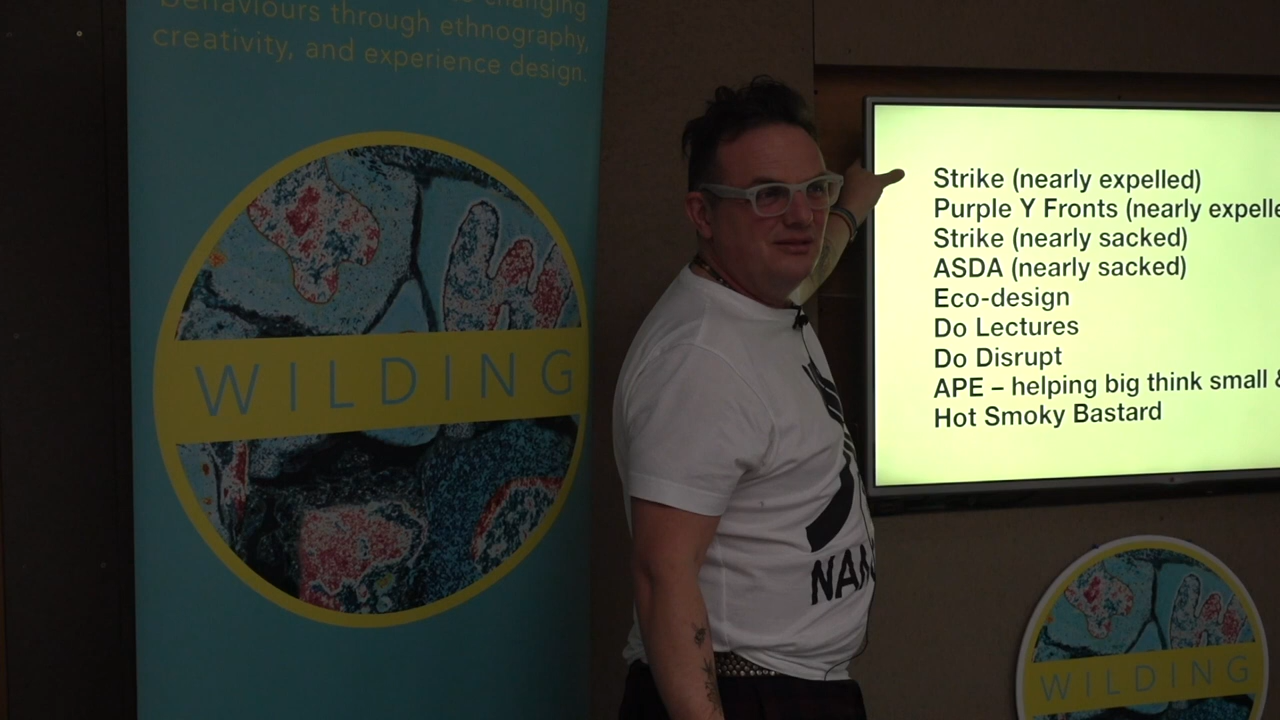 changing
Behaviours through ethnography,
creativity, and experience design.
WILDING
Strike (nearly expelled)
Purple Y Fronts (nearly expelle
Strike (nearly sacked)
ASDA (nearly sacked)
Eco-design
Do Lectures
Do Disrupt
APE – helping big think small &
Hot Smoky Bastard
NAN
WILDING